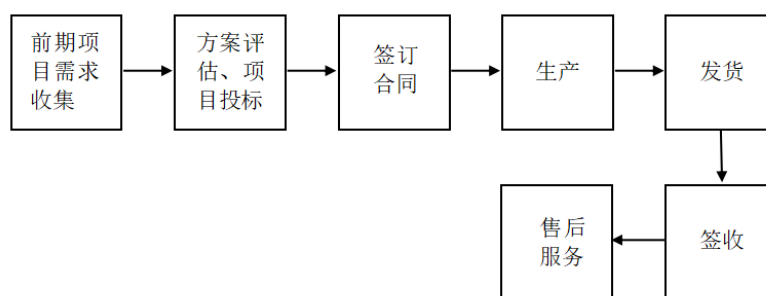 前期项
目需求
收集
方案评
估、项
目投标
签订
合同
生产
发货
签收
售后
服务